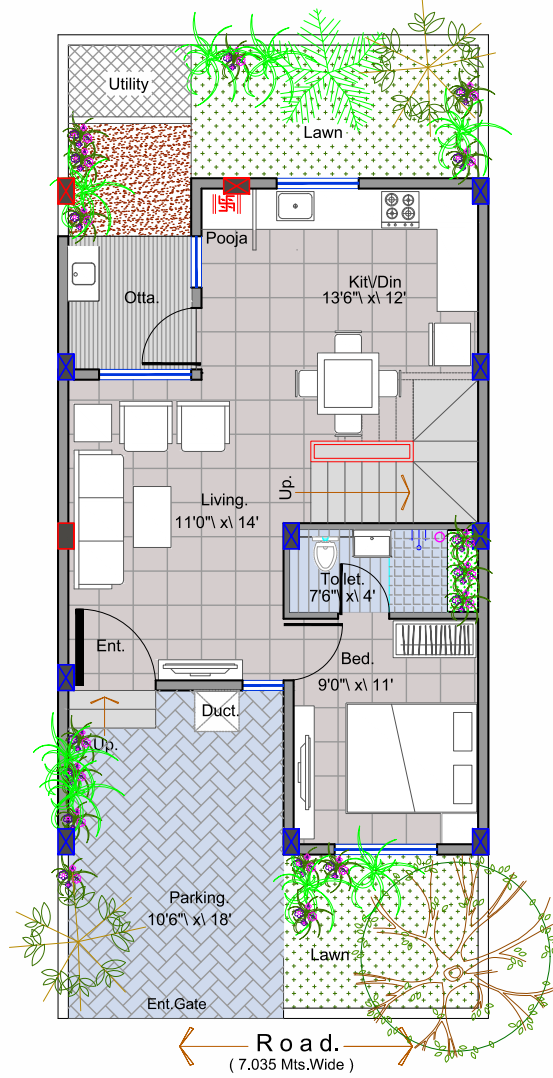 Utility
Lawn
卐
Pooja
Kit\/Din
13'6"\ x\ 12'
Otta.
Up.
Living.
11'0"\ x\ 14'
Toilet.
7'6"\ x\ 4'
Ent.
Bed.
9'0"\ x\ 11'
Duct.
Up.
Parking.
10'6"\ x\ 18'
Lawn
Ent.Gate
Road.
( 7.035 Mts.Wide )